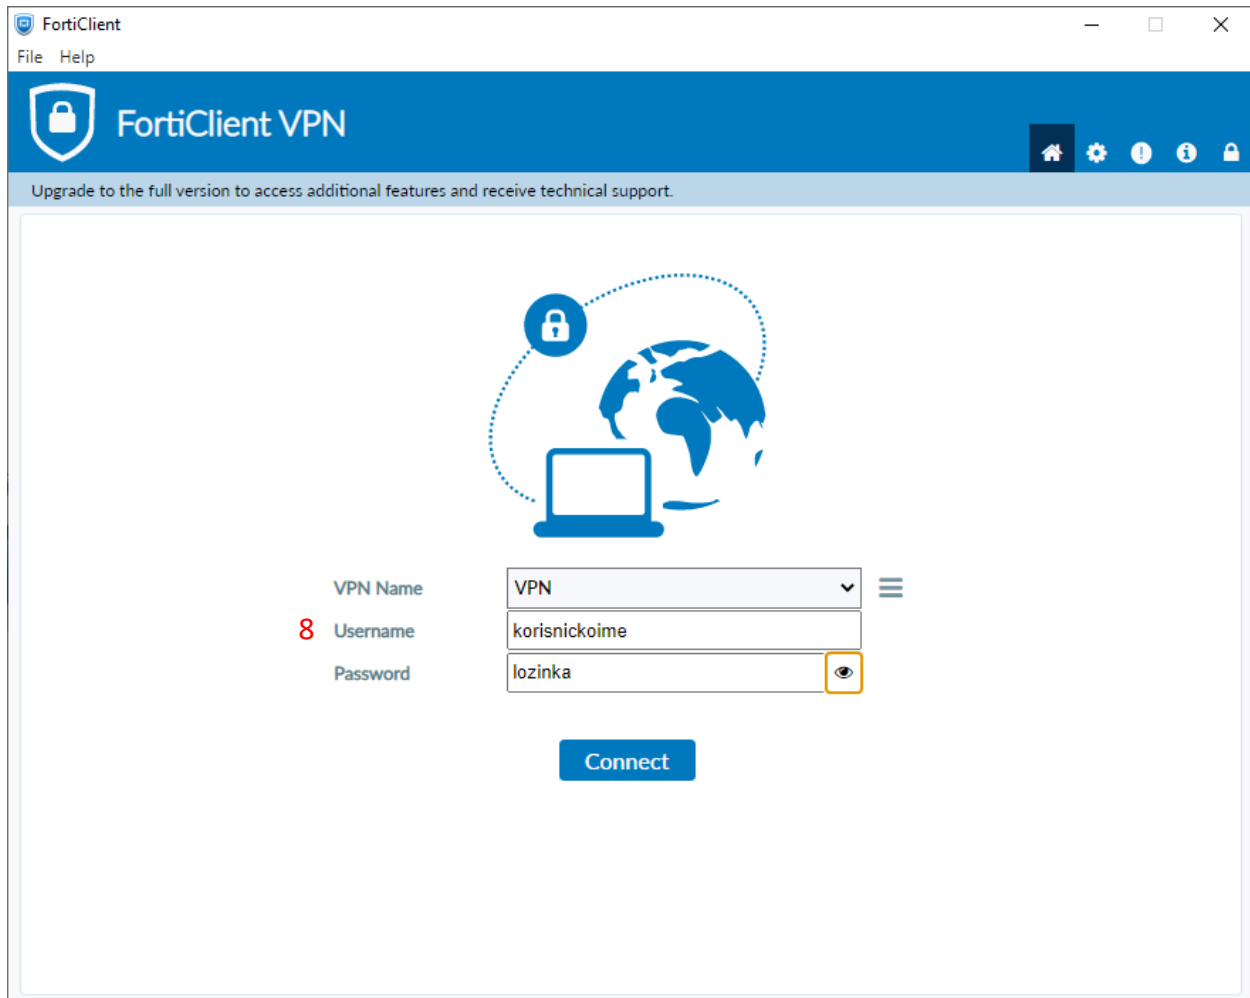 FortiClient
File Help
FortiClient VPN
Upgrade to the full version to access additional features and receive technical support.
VPN Name VPN
8 Username korisnickoime
Password lozinka
Connect